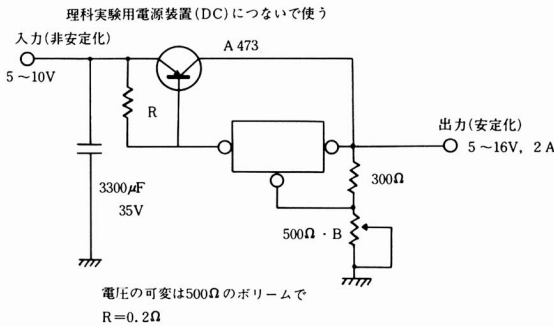 理科実験用電源装置(DC)につないで使う
入力(非安定化)
A 473
5～10V
R
出力(安定化)
5～16V, 2A
300Ω
3300μF
35V
500Ω・B
電圧の可変は500Ωのボリームで
R=0.2Ω